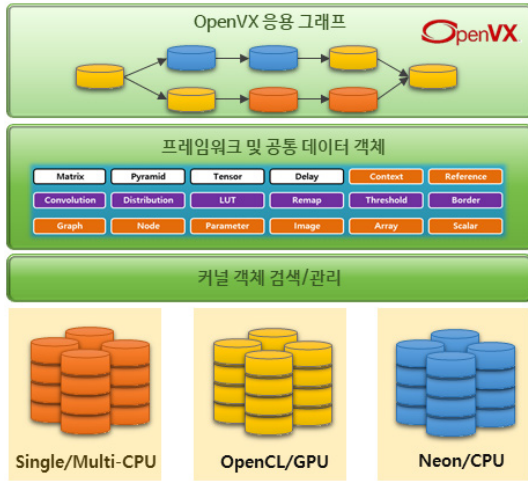 OpenVX 응용 그래프
OpenVX
프레임워크 및 공통 데이터 객체
Matrix Pyramid Tensor Delay Context Reference
Convolution Distribution LUT Remap Threshold Border
Graph Node Parameter Image Array Scalar
커널 객체 검색/관리
Single/Multi-CPU OpenCL/GPU Neon/CPU